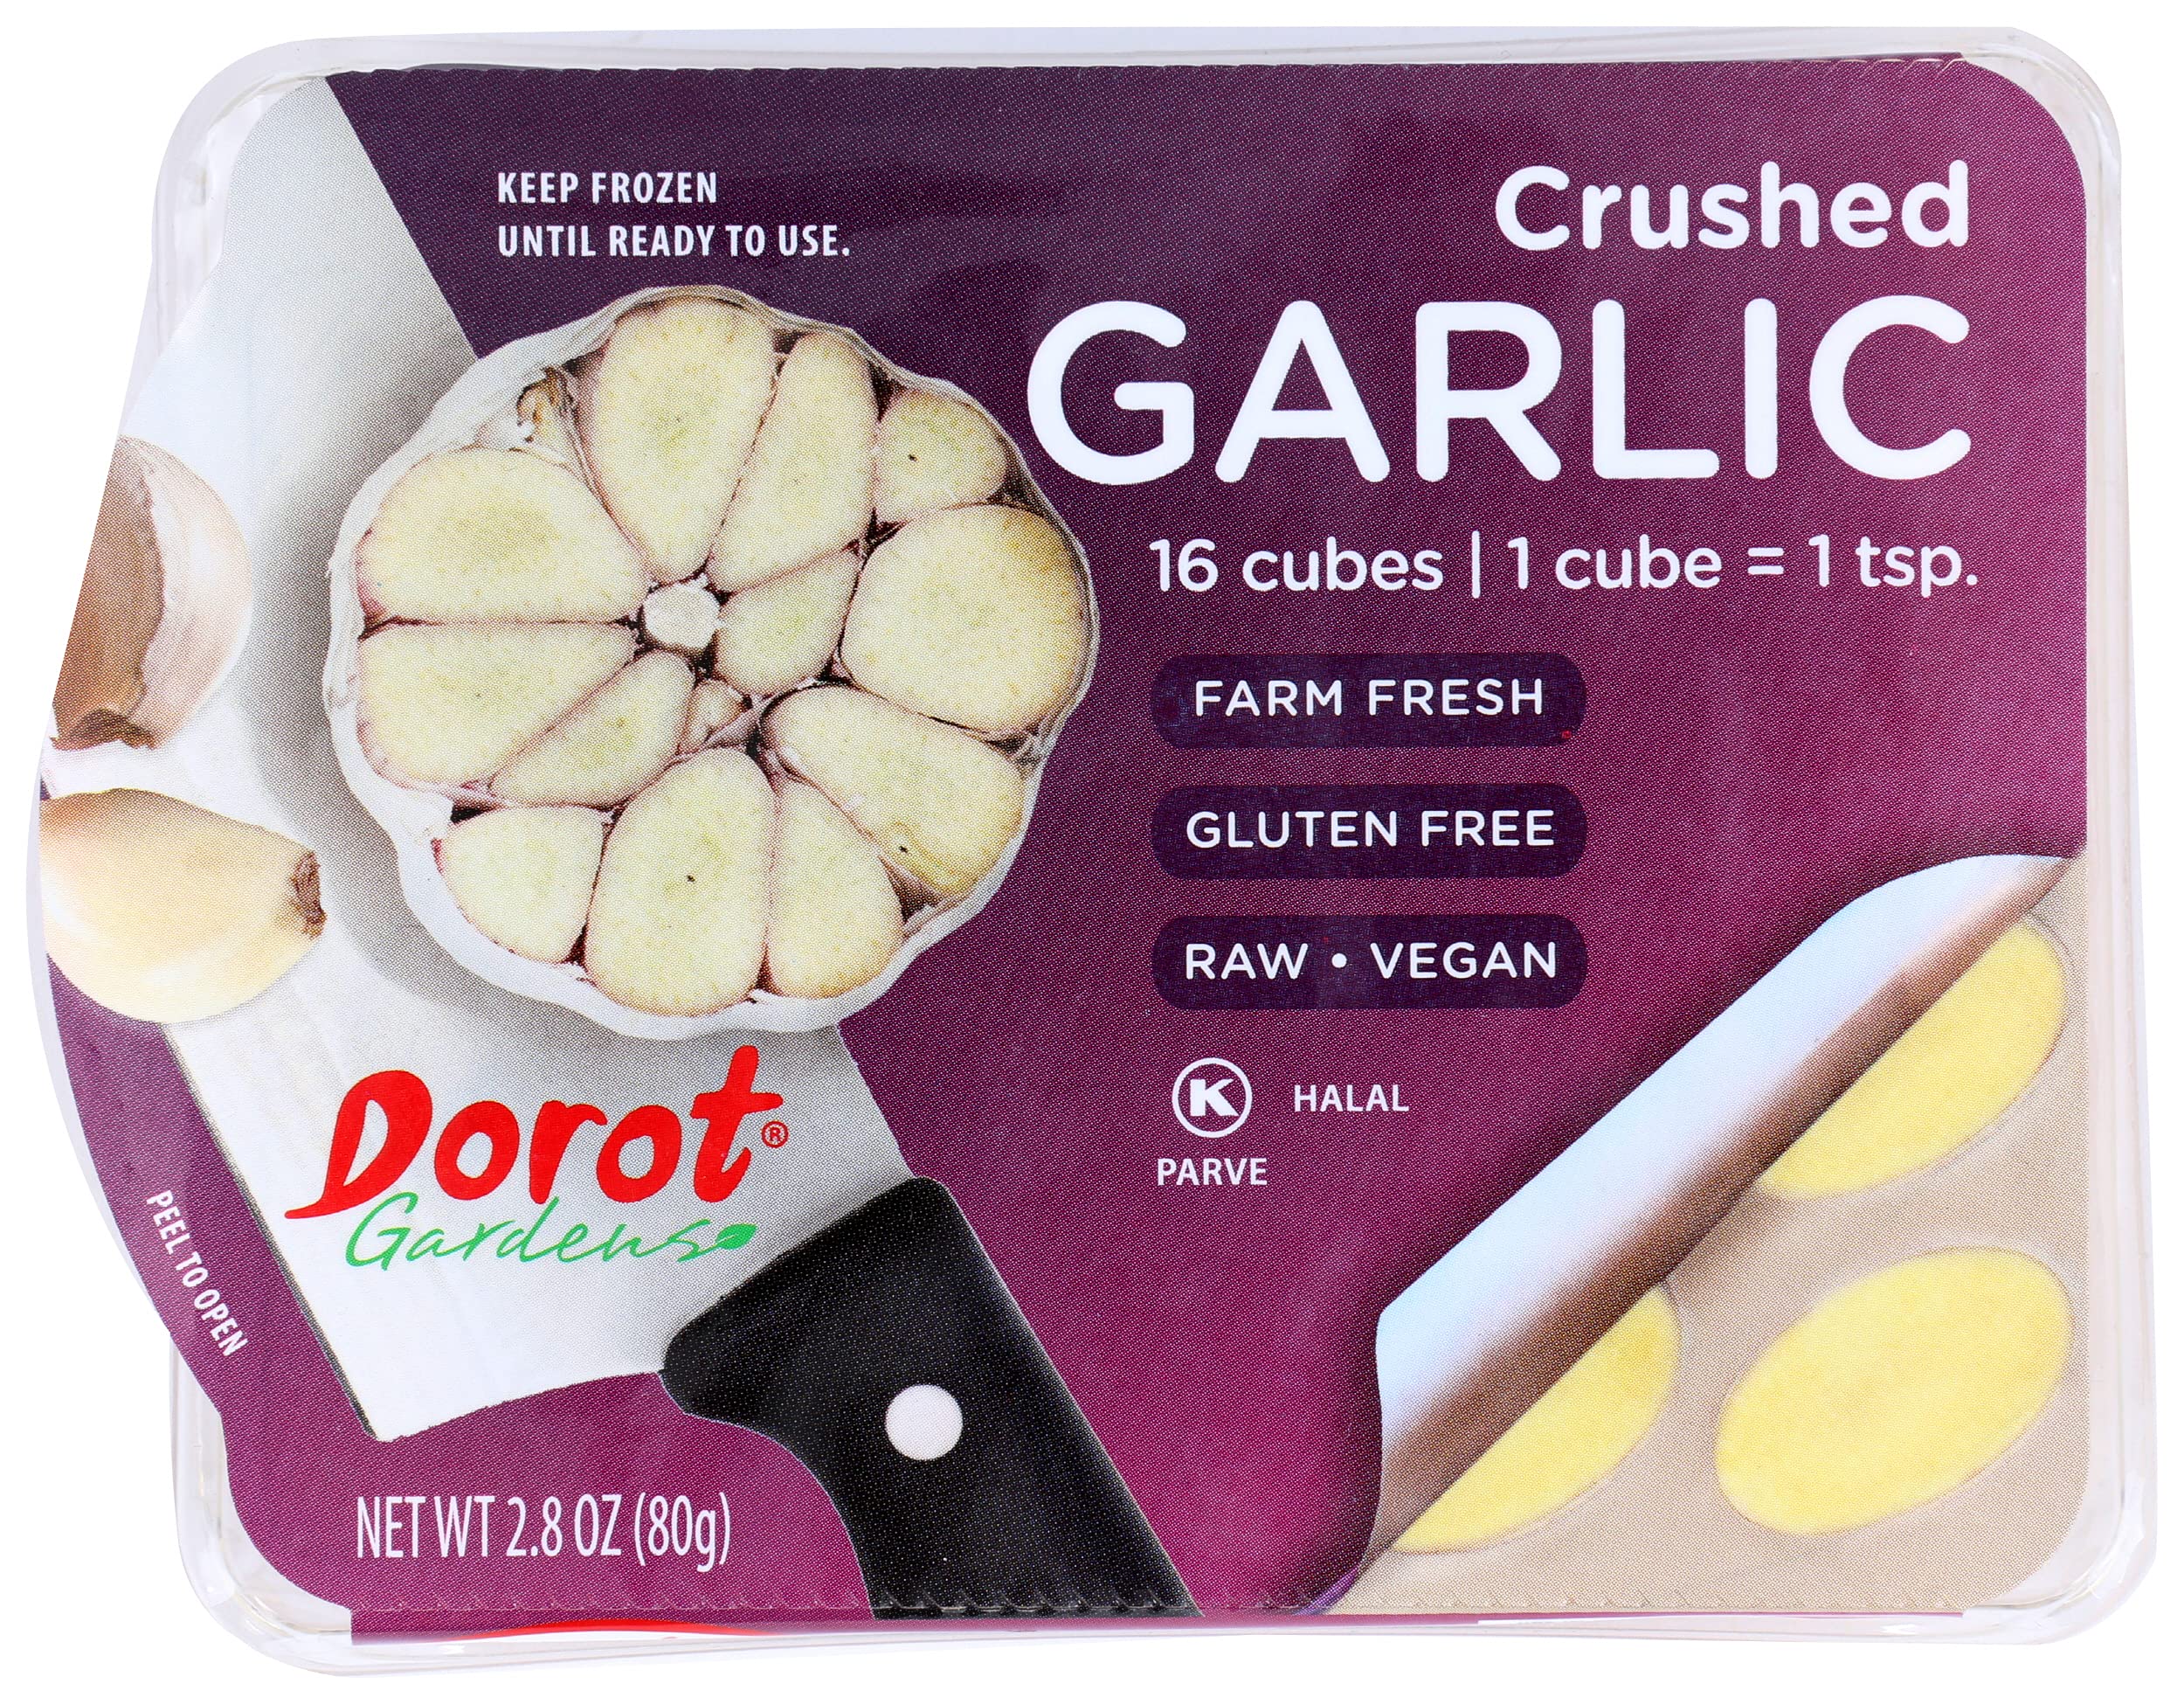 KEEP FROZEN
UNTIL READY TO USE.
Crushed
GARLIC
16 cubes | 1 cube = 1 tsp.
FARM FRESH
GLUTEN FREE
RAW • VEGAN
K HALAL
PARVE
Dorot®
Gardens
PEEL TO OPEN
NET WT 2.8 OZ (80g)